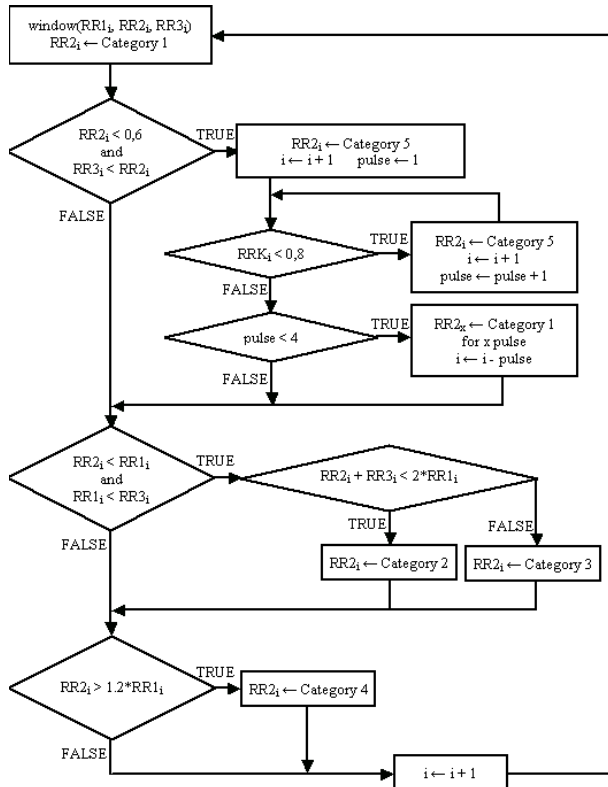 window(RR1i, RR2i, RR3i)
RR2i ← Category 1
RR2i < 0,6
and
RR3i < RR2i
TRUE
RR2i ← Category 5
i ← i + 1 pulse ← 1
FALSE
RRKi < 0,8
TRUE
RR2i ← Category 5
i ← i + 1
pulse ← pulse + 1
FALSE
pulse < 4
TRUE
RR2x ← Category 1
for x pulse
i ← i - pulse
FALSE
RR2i < RR1i
and
RR1i < RR3i
TRUE
RR2i + RR3i < 2*RR1i
TRUE
FALSE
FALSE
RR2i ← Category 2
RR2i ← Category 3
RR2i > 1.2*RR1i
TRUE
RR2i ← Category 4
FALSE
i ← i + 1